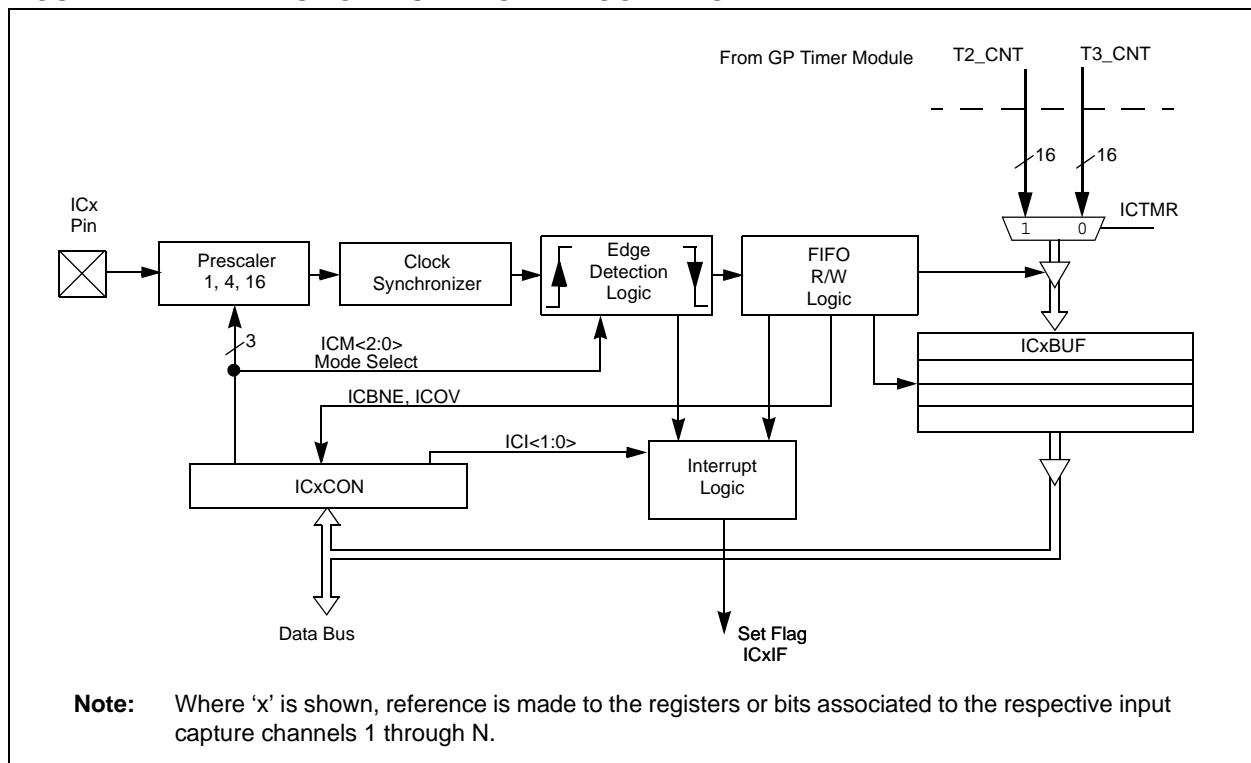 From GP Timer Module
T2_CNT
T3_CNT
16
16
ICx
Pin
1 0
ICTMR
Prescaler
1, 4, 16
Clock
Synchronizer
Edge
Detection
Logic
FIFO
R/W
Logic
3
ICM<2:0>
Mode Select
ICxBUF
ICBNE, ICOV
ICI<1:0>
ICxCON
Interrupt
Logic
Data Bus
Set Flag
ICxIF
Note: Where ‘x’ is shown, reference is made to the registers or bits associated to the respective input
capture channels 1 through N.